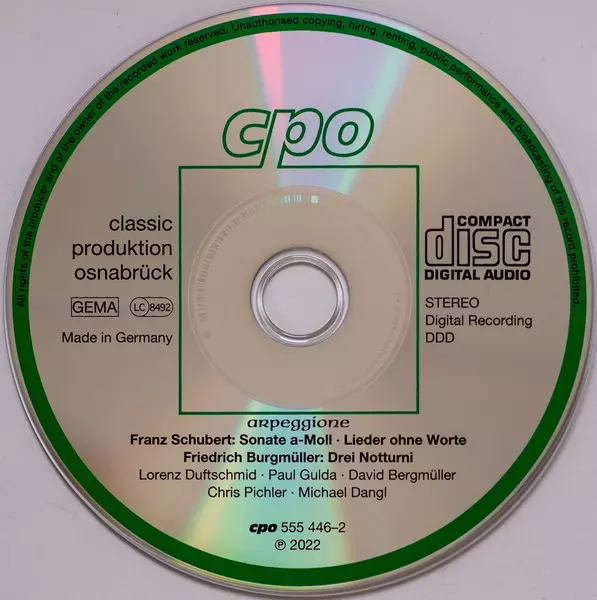 All rights of the producer and of the owner of the recorded work reserved. Unauthorised copying, hiring, renting, public performance and broadcasting of this record prohibited.
cpo
classic
produktion
osnabrück
GEMA
LC 8492
Made in Germany
COMPACT
disc
DIGITAL AUDIO
STEREO
Digital Recording
DDD
arpeggione
Franz Schubert: Sonate a-Moll · Lieder ohne Worte
Friedrich Burgmüller: Drei Notturni
Lorenz Duftschmid · Paul Gulda · David Bergmüller
Chris Pichler · Michael Dangl
cpo 555 446–2
℗ 2022